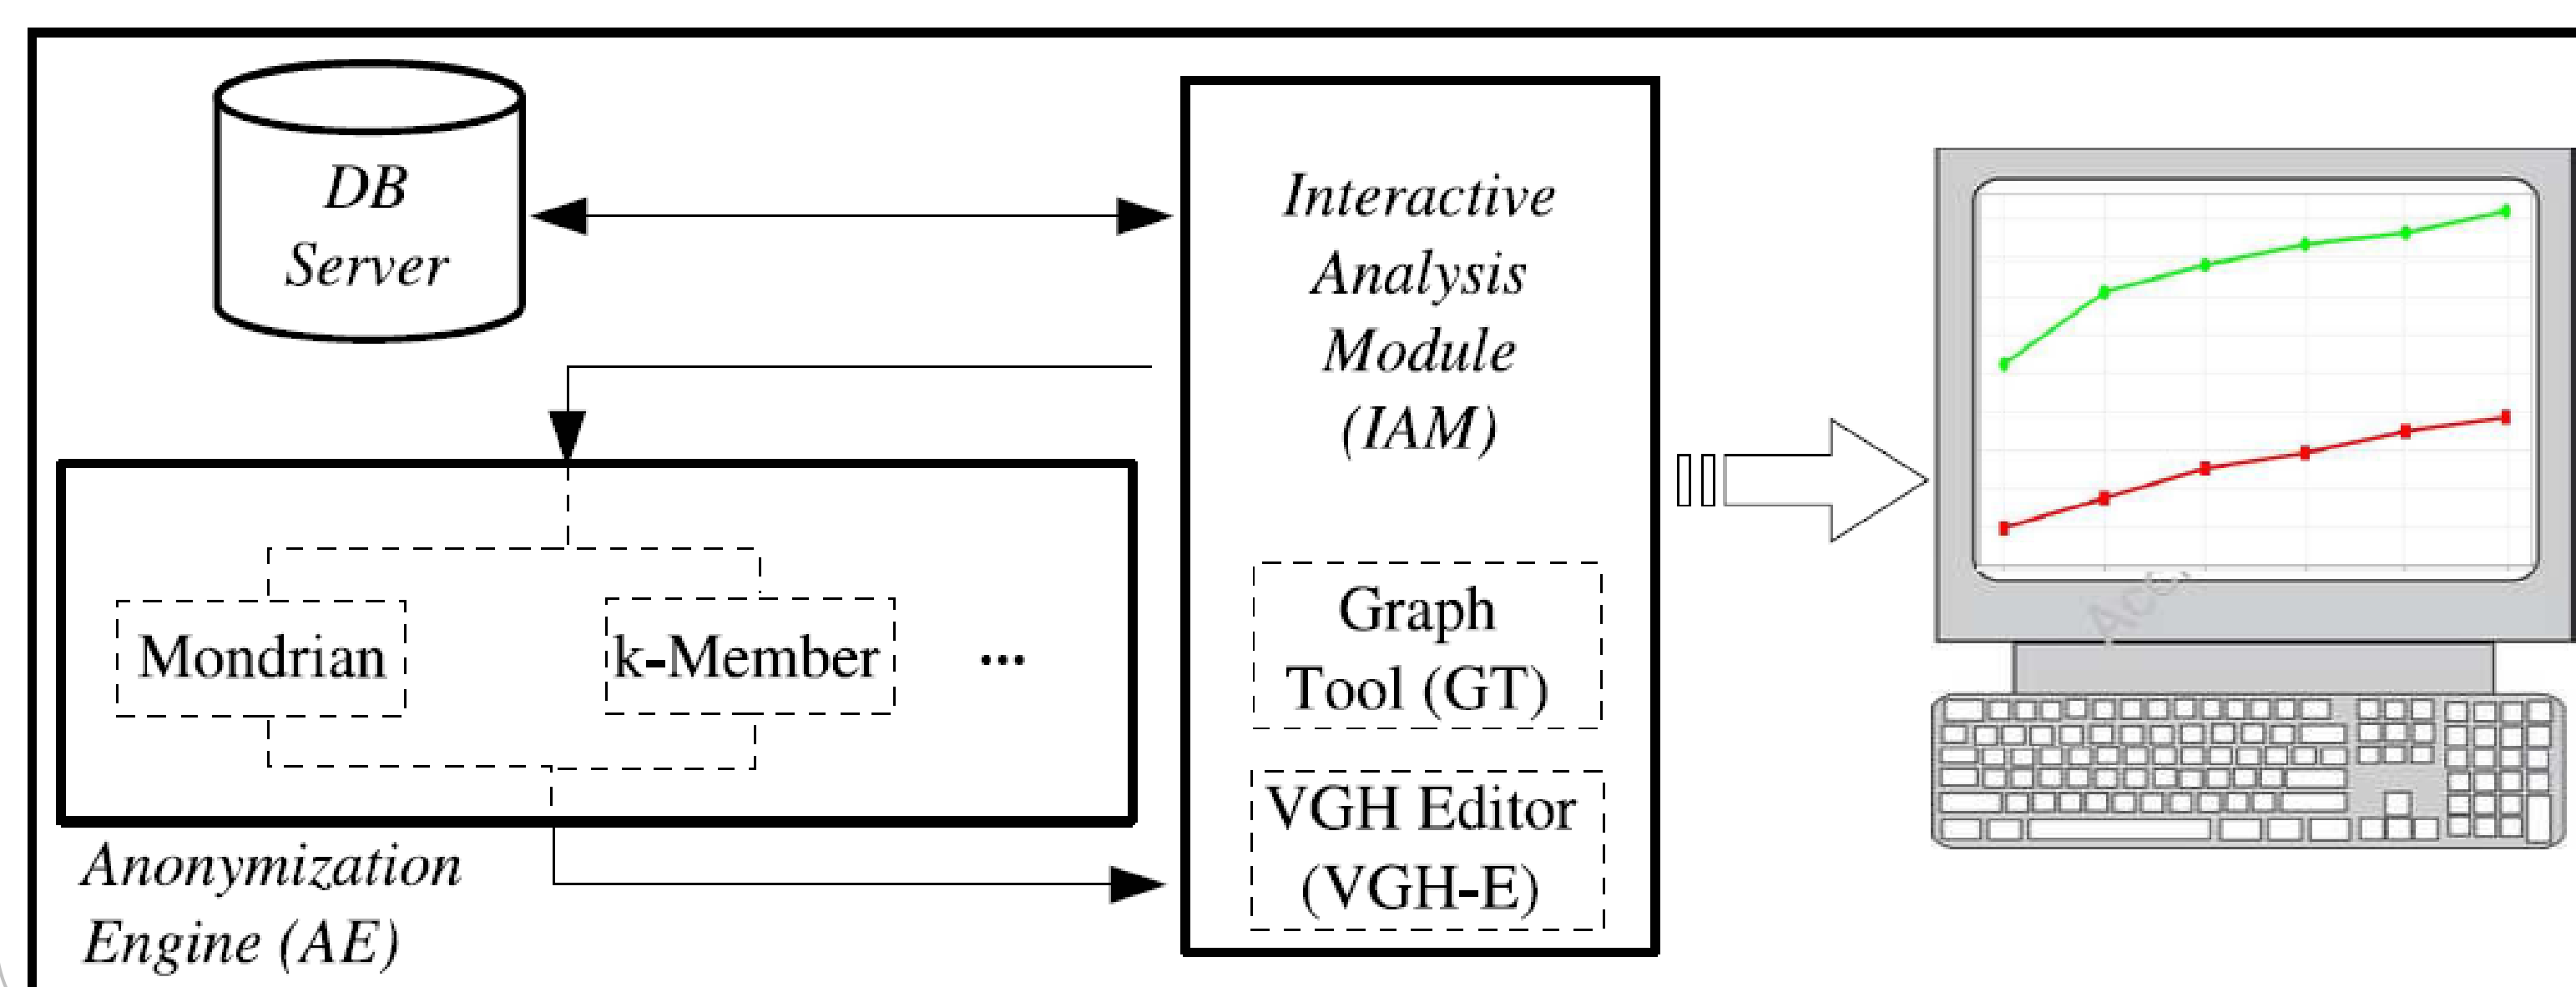 DB
Server
Interactive
Analysis
Module
(IAM)
Mondrian
k-Member
...
Graph
Tool (GT)
VGH Editor
(VGH-E)
Anonymization
Engine (AE)